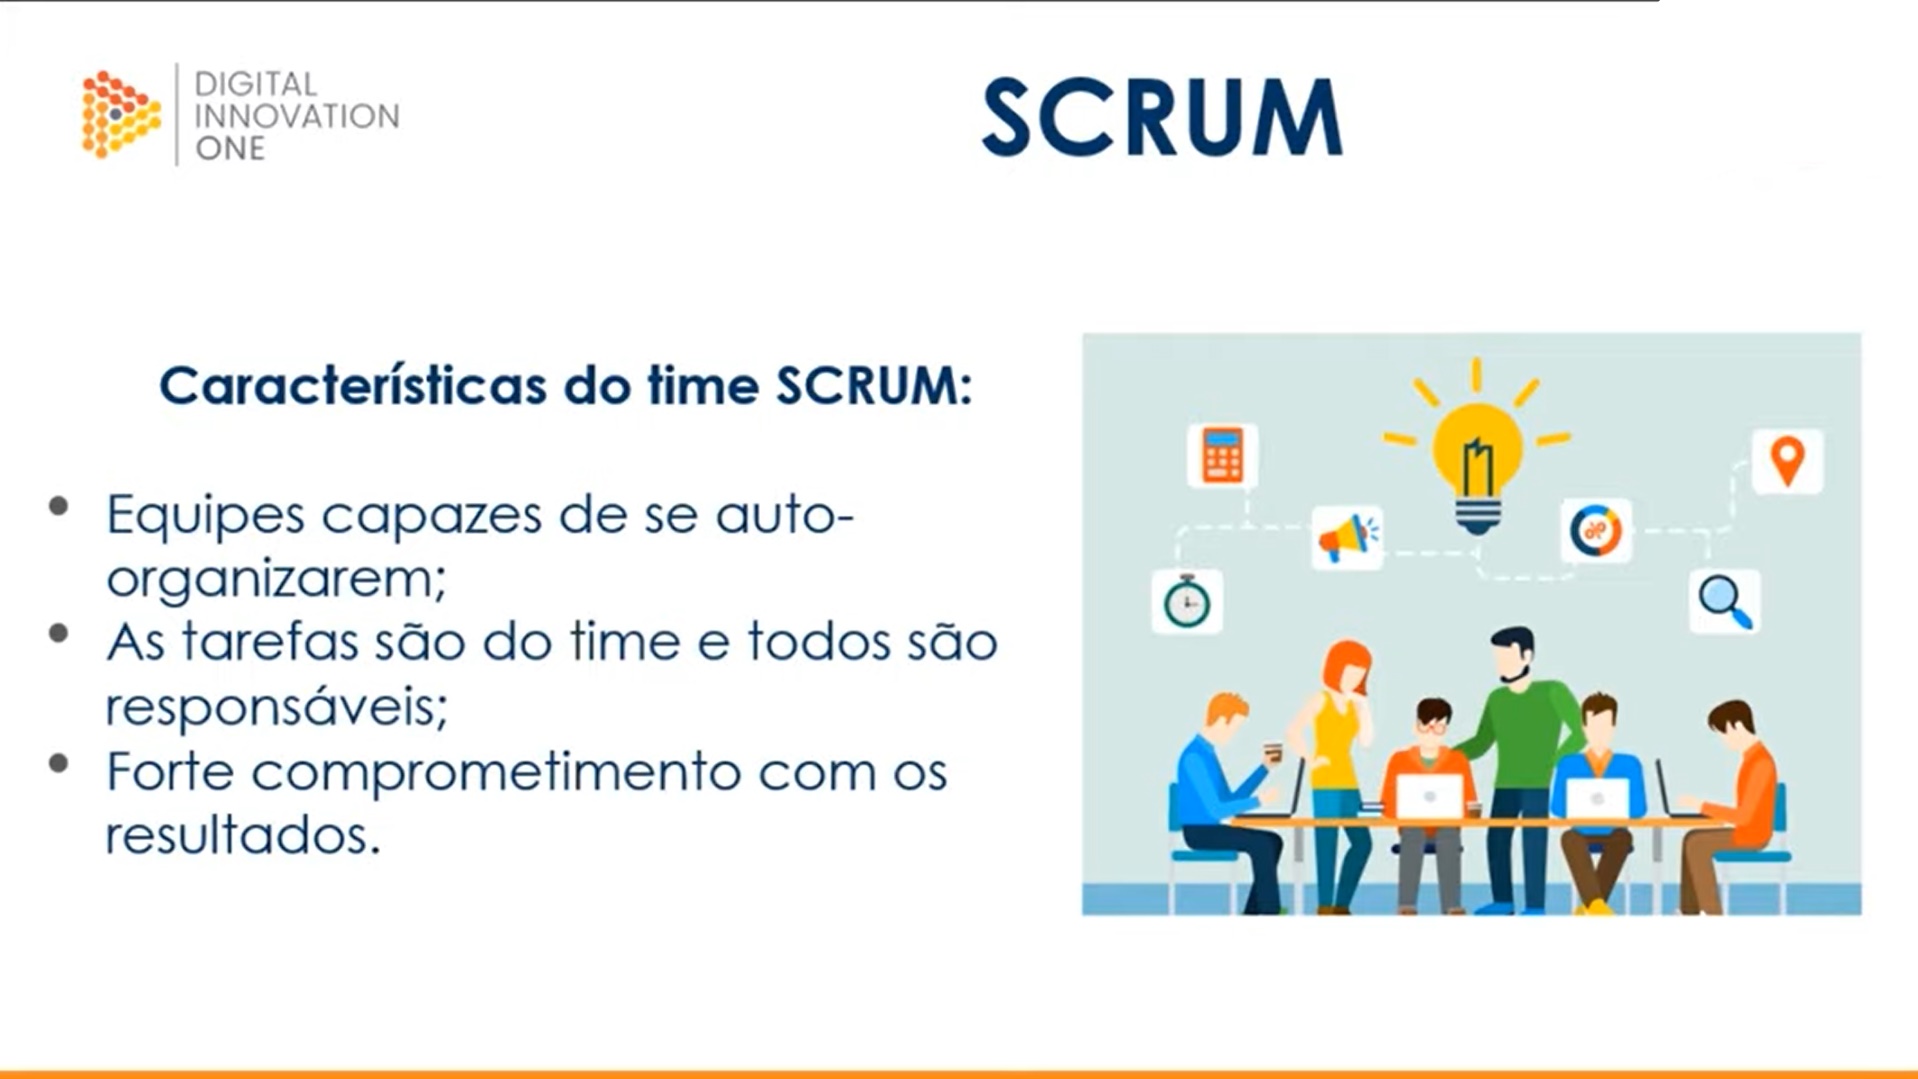 DIGITAL
INNOVATION
ONE
SCRUM
Características do time SCRUM:
• Equipes capazes de se auto-
organizarem;
• As tarefas são do time e todos são
responsáveis;
• Forte comprometimento com os
resultados.